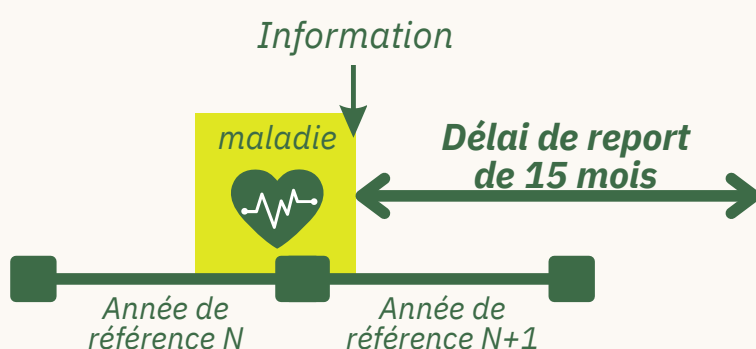 Information
maladie
Délai de report
de 15 mois
Année de
référence N
Année de
référence N+1